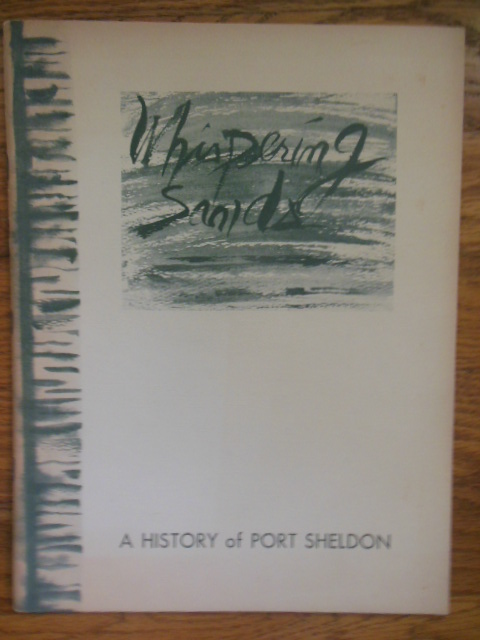 Whispering
Sands
A HISTORY of PORT SHELDON